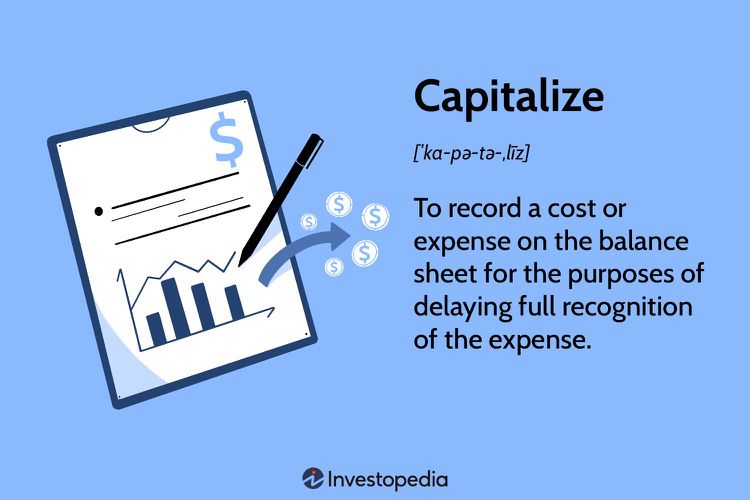 $
$
$
$
$
$
Capitalize
[ˈka-pə-tə-ˌlīz]
To record a cost or
expense on the balance
sheet for the purposes of
delaying full recognition
of the expense.
Investopedia